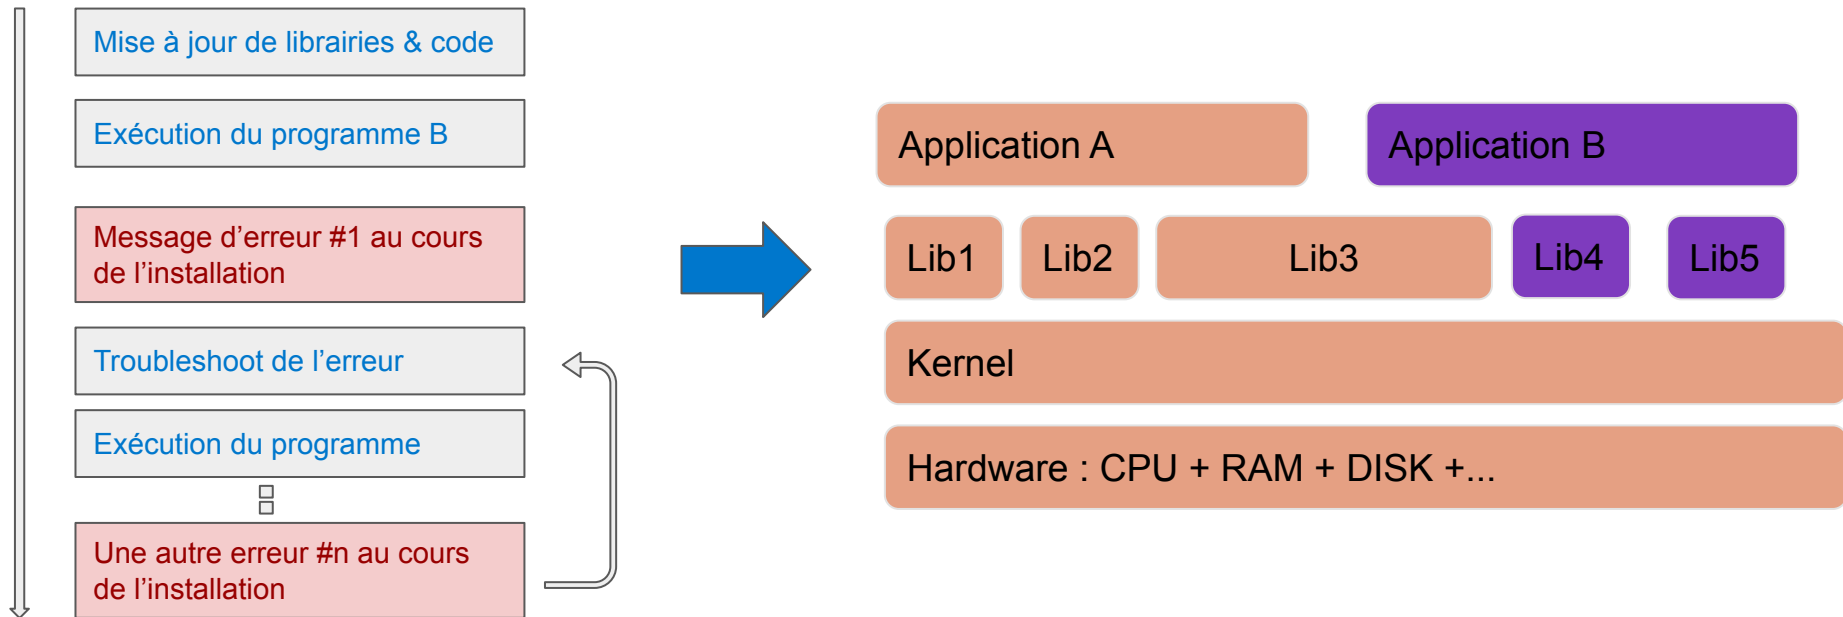 Mise à jour de librairies & code
Exécution du programme B
Message d’erreur #1 au cours
de l’installation
Troubleshoot de l’erreur
Exécution du programme
Une autre erreur #n au cours
de l’installation
Application A
Application B
Lib1
Lib2
Lib3
Lib4
Lib5
Kernel
Hardware : CPU + RAM + DISK +...